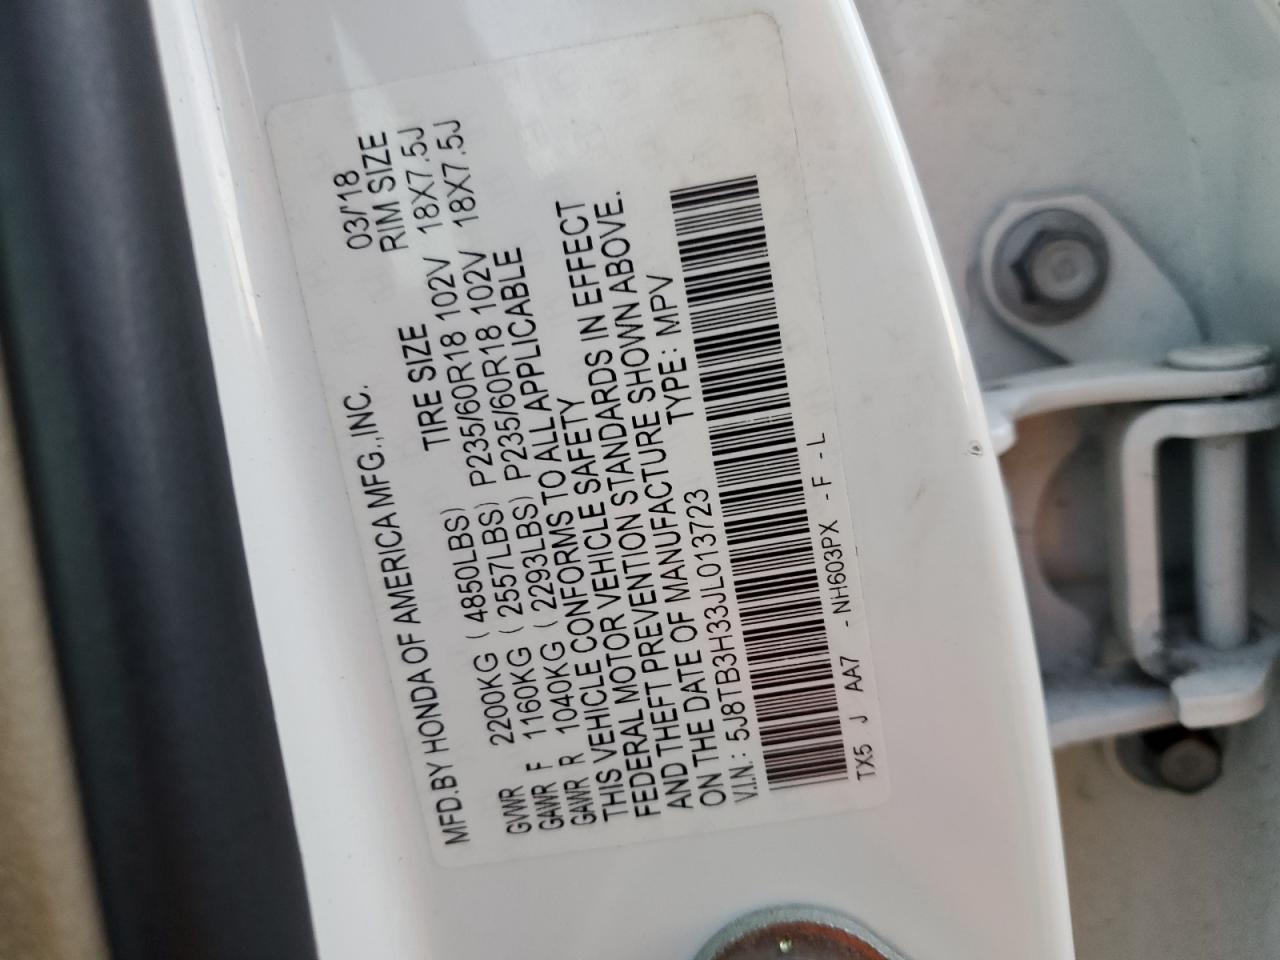 MFD.BY HONDA OF AMERICA MFG.,INC. 03/'18
TIRE SIZE RIM SIZE
GVWR 2200KG ( 4850LBS)
GAWR F 1160KG ( 2557LBS) P235/60R18 102V 18X7.5J
GAWR R 1040KG ( 2293LBS) P235/60R18 102V 18X7.5J
THIS VEHICLE CONFORMS TO ALL APPLICABLE
FEDERAL MOTOR VEHICLE SAFETY
AND THEFT PREVENTION STANDARDS IN EFFECT
ON THE DATE OF MANUFACTURE SHOWN ABOVE.
V.I.N.: 5J8TB3H33JL013723 TYPE: MPV
TX5 J AA7 -NH603PX -F -L